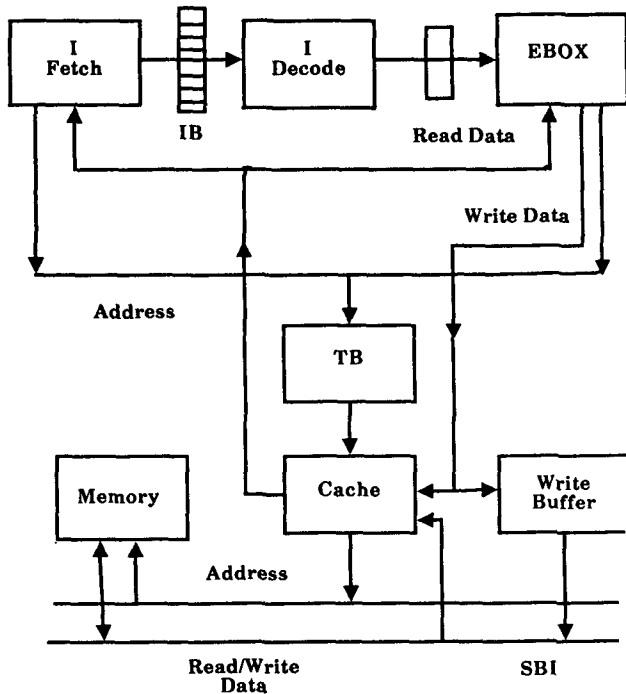 I
Fetch
I
Decode
EBOX
IB
Read Data
Write Data
Address
TB
Memory
Cache
Write
Buffer
Address
Read/Write
Data
SBI